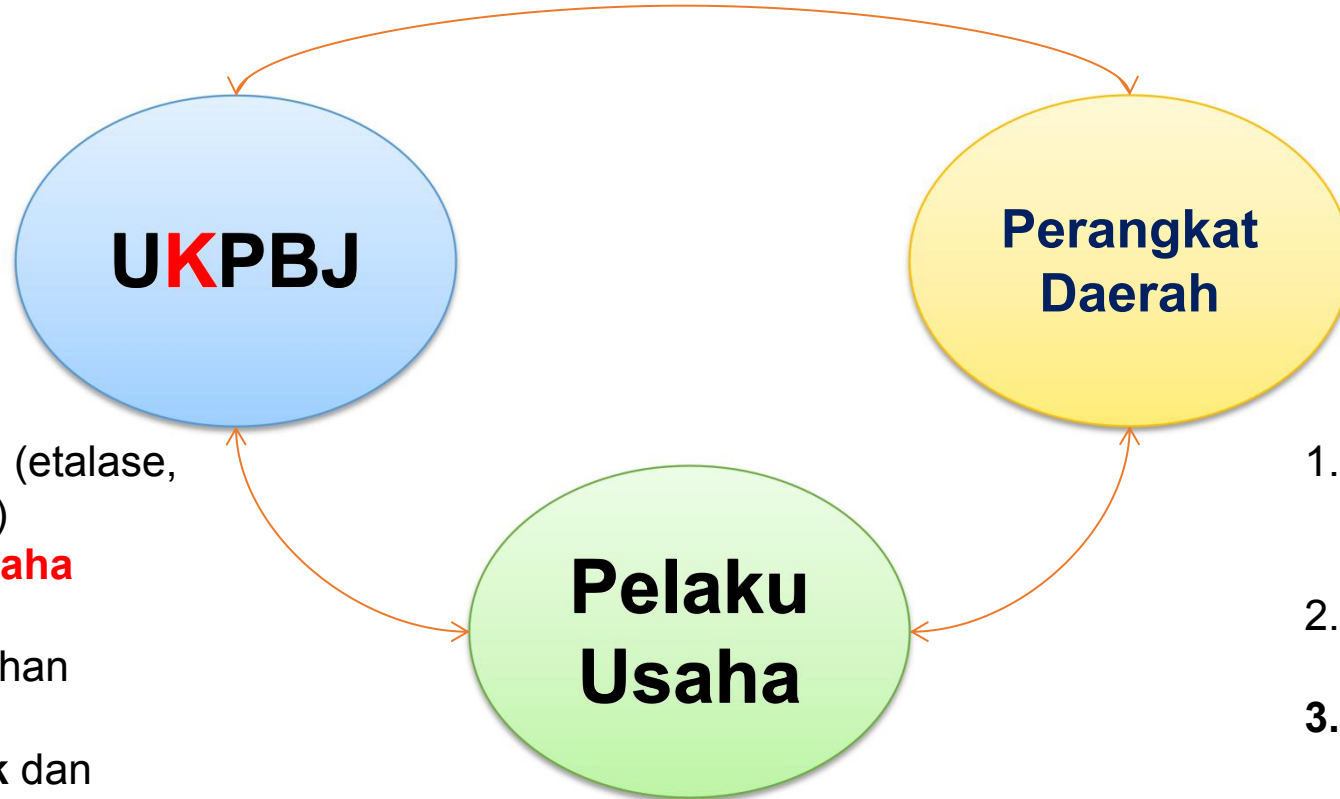 UKPBJ
Perangkat
Daerah
(etalase,
)
aha
han
k dan
Pelaku
Usaha
1.
2.
3.